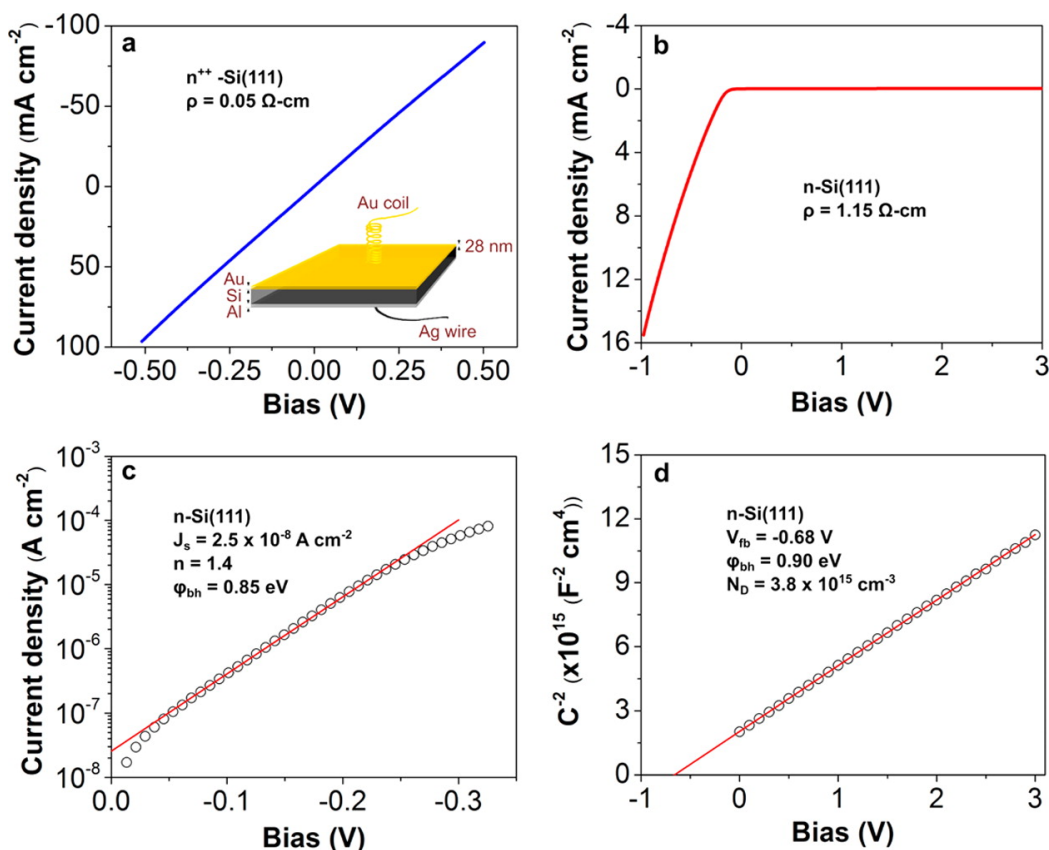 a
n++ -Si(111)
ρ = 0.05 Ω-cm
Au coil
28 nm
Au
Si
Al
Ag wire
-100
-50
0
50
100
Current density (mA cm-2)
-0.50
-0.25
0.00
0.25
0.50
Bias (V)
b
n-Si(111)
ρ = 1.15 Ω-cm
-4
0
4
8
12
16
Current density (mA cm-2)
-1
0
1
2
3
Bias (V)
c
n-Si(111)
Js = 2.5 x 10-8 A cm-2
n = 1.4
φbh = 0.85 eV
10-3
10-4
10-5
10-6
10-7
10-8
Current density (A cm-2)
0.0
-0.1
-0.2
-0.3
Bias (V)
d
n-Si(111)
Vfb = -0.68 V
φbh = 0.90 eV
ND = 3.8 x 1015 cm-3
15
12
9
6
3
0
C-2 (x1015 (F-2 cm4))
-1
0
1
2
3
Bias (V)